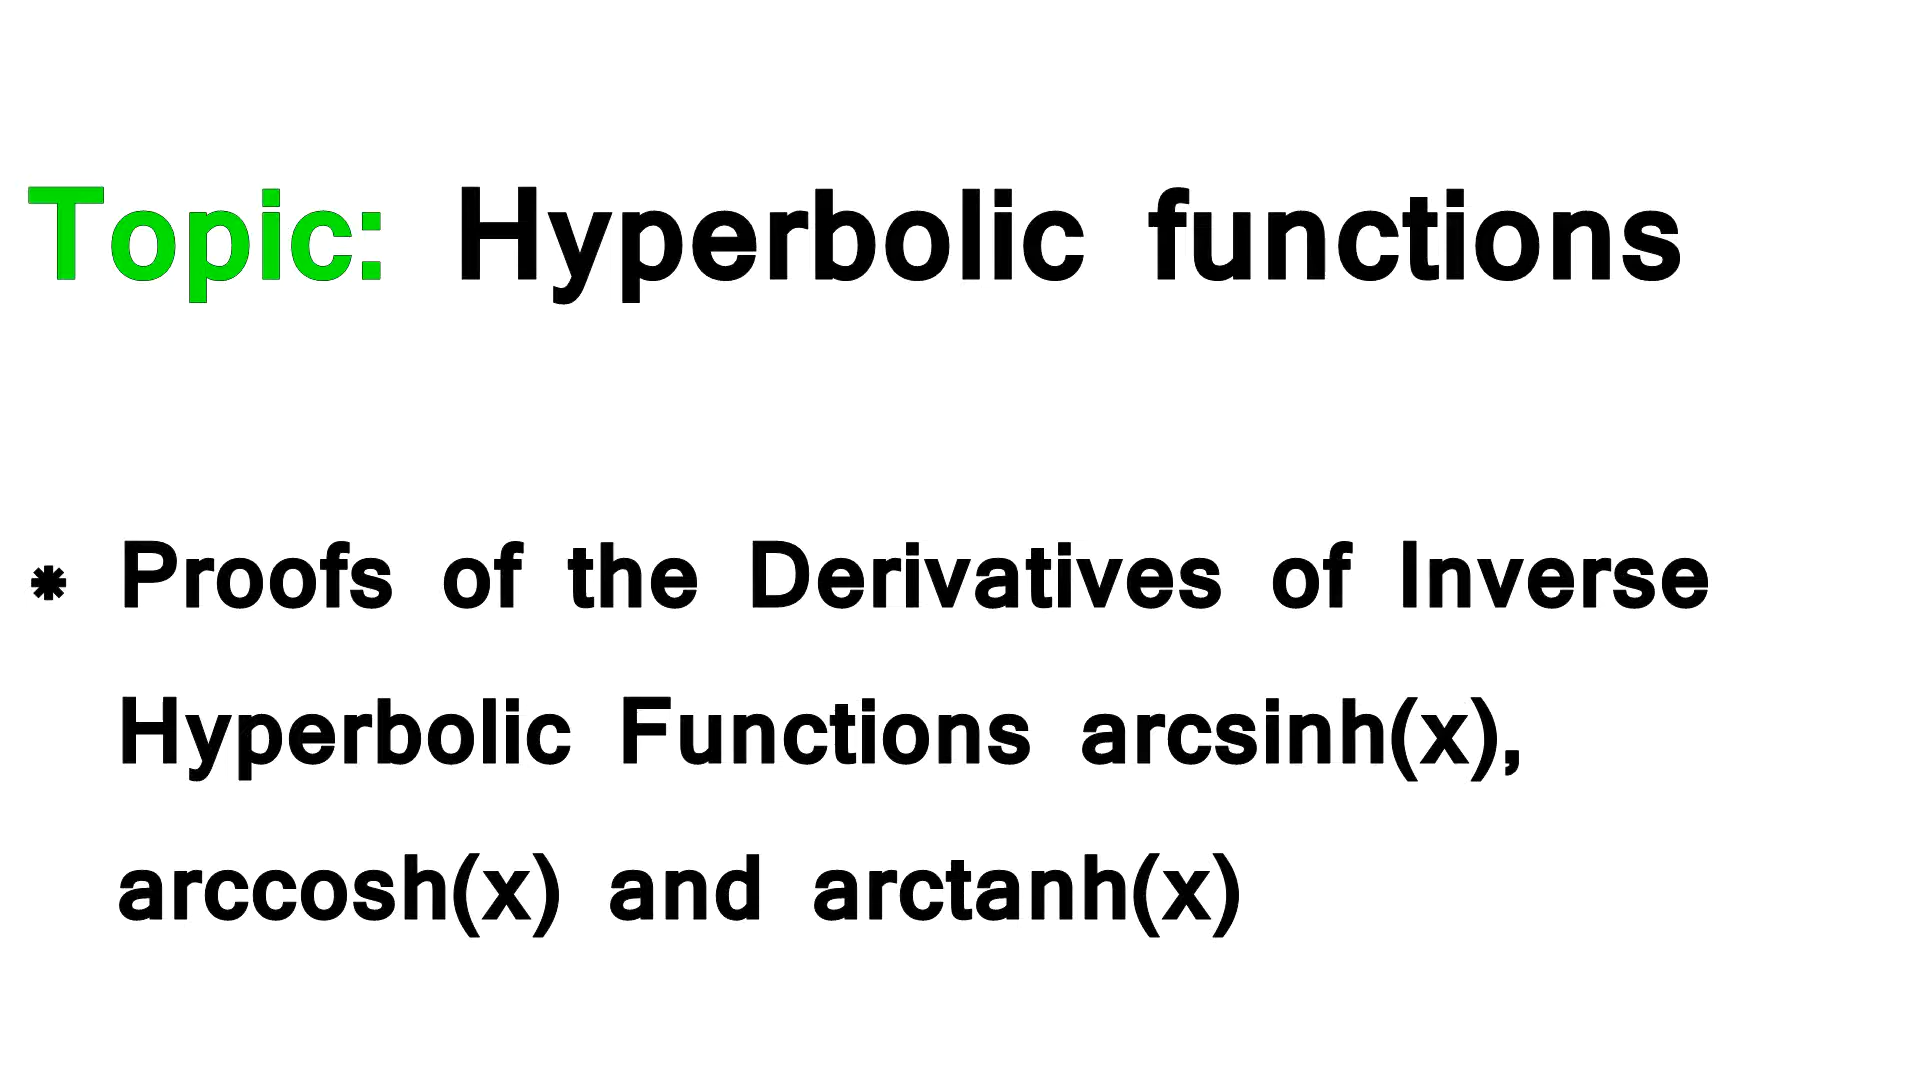 Topic: Hyperbolic functions
* Proofs of the Derivatives of Inverse
Hyperbolic Functions arcsinh(x),
arccosh(x) and arctanh(x)